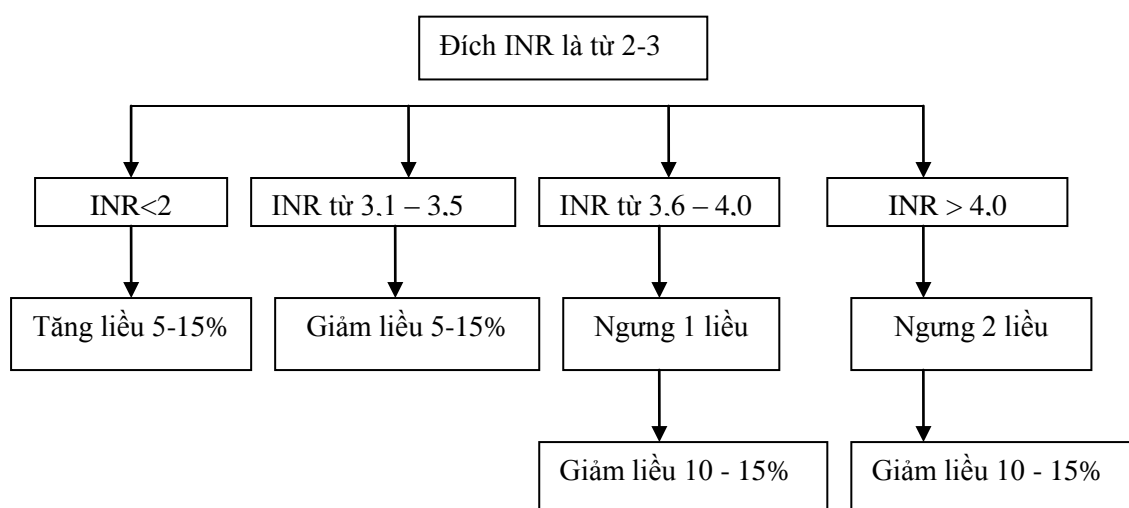 Đích INR là từ 2-3
INR<2
INR từ 3.1 – 3.5
INR từ 3.6 – 4.0
INR > 4.0
Tăng liều 5-15%
Giảm liều 5-15%
Ngưng 1 liều
Ngưng 2 liều
Giảm liều 10 - 15%
Giảm liều 10 - 15%